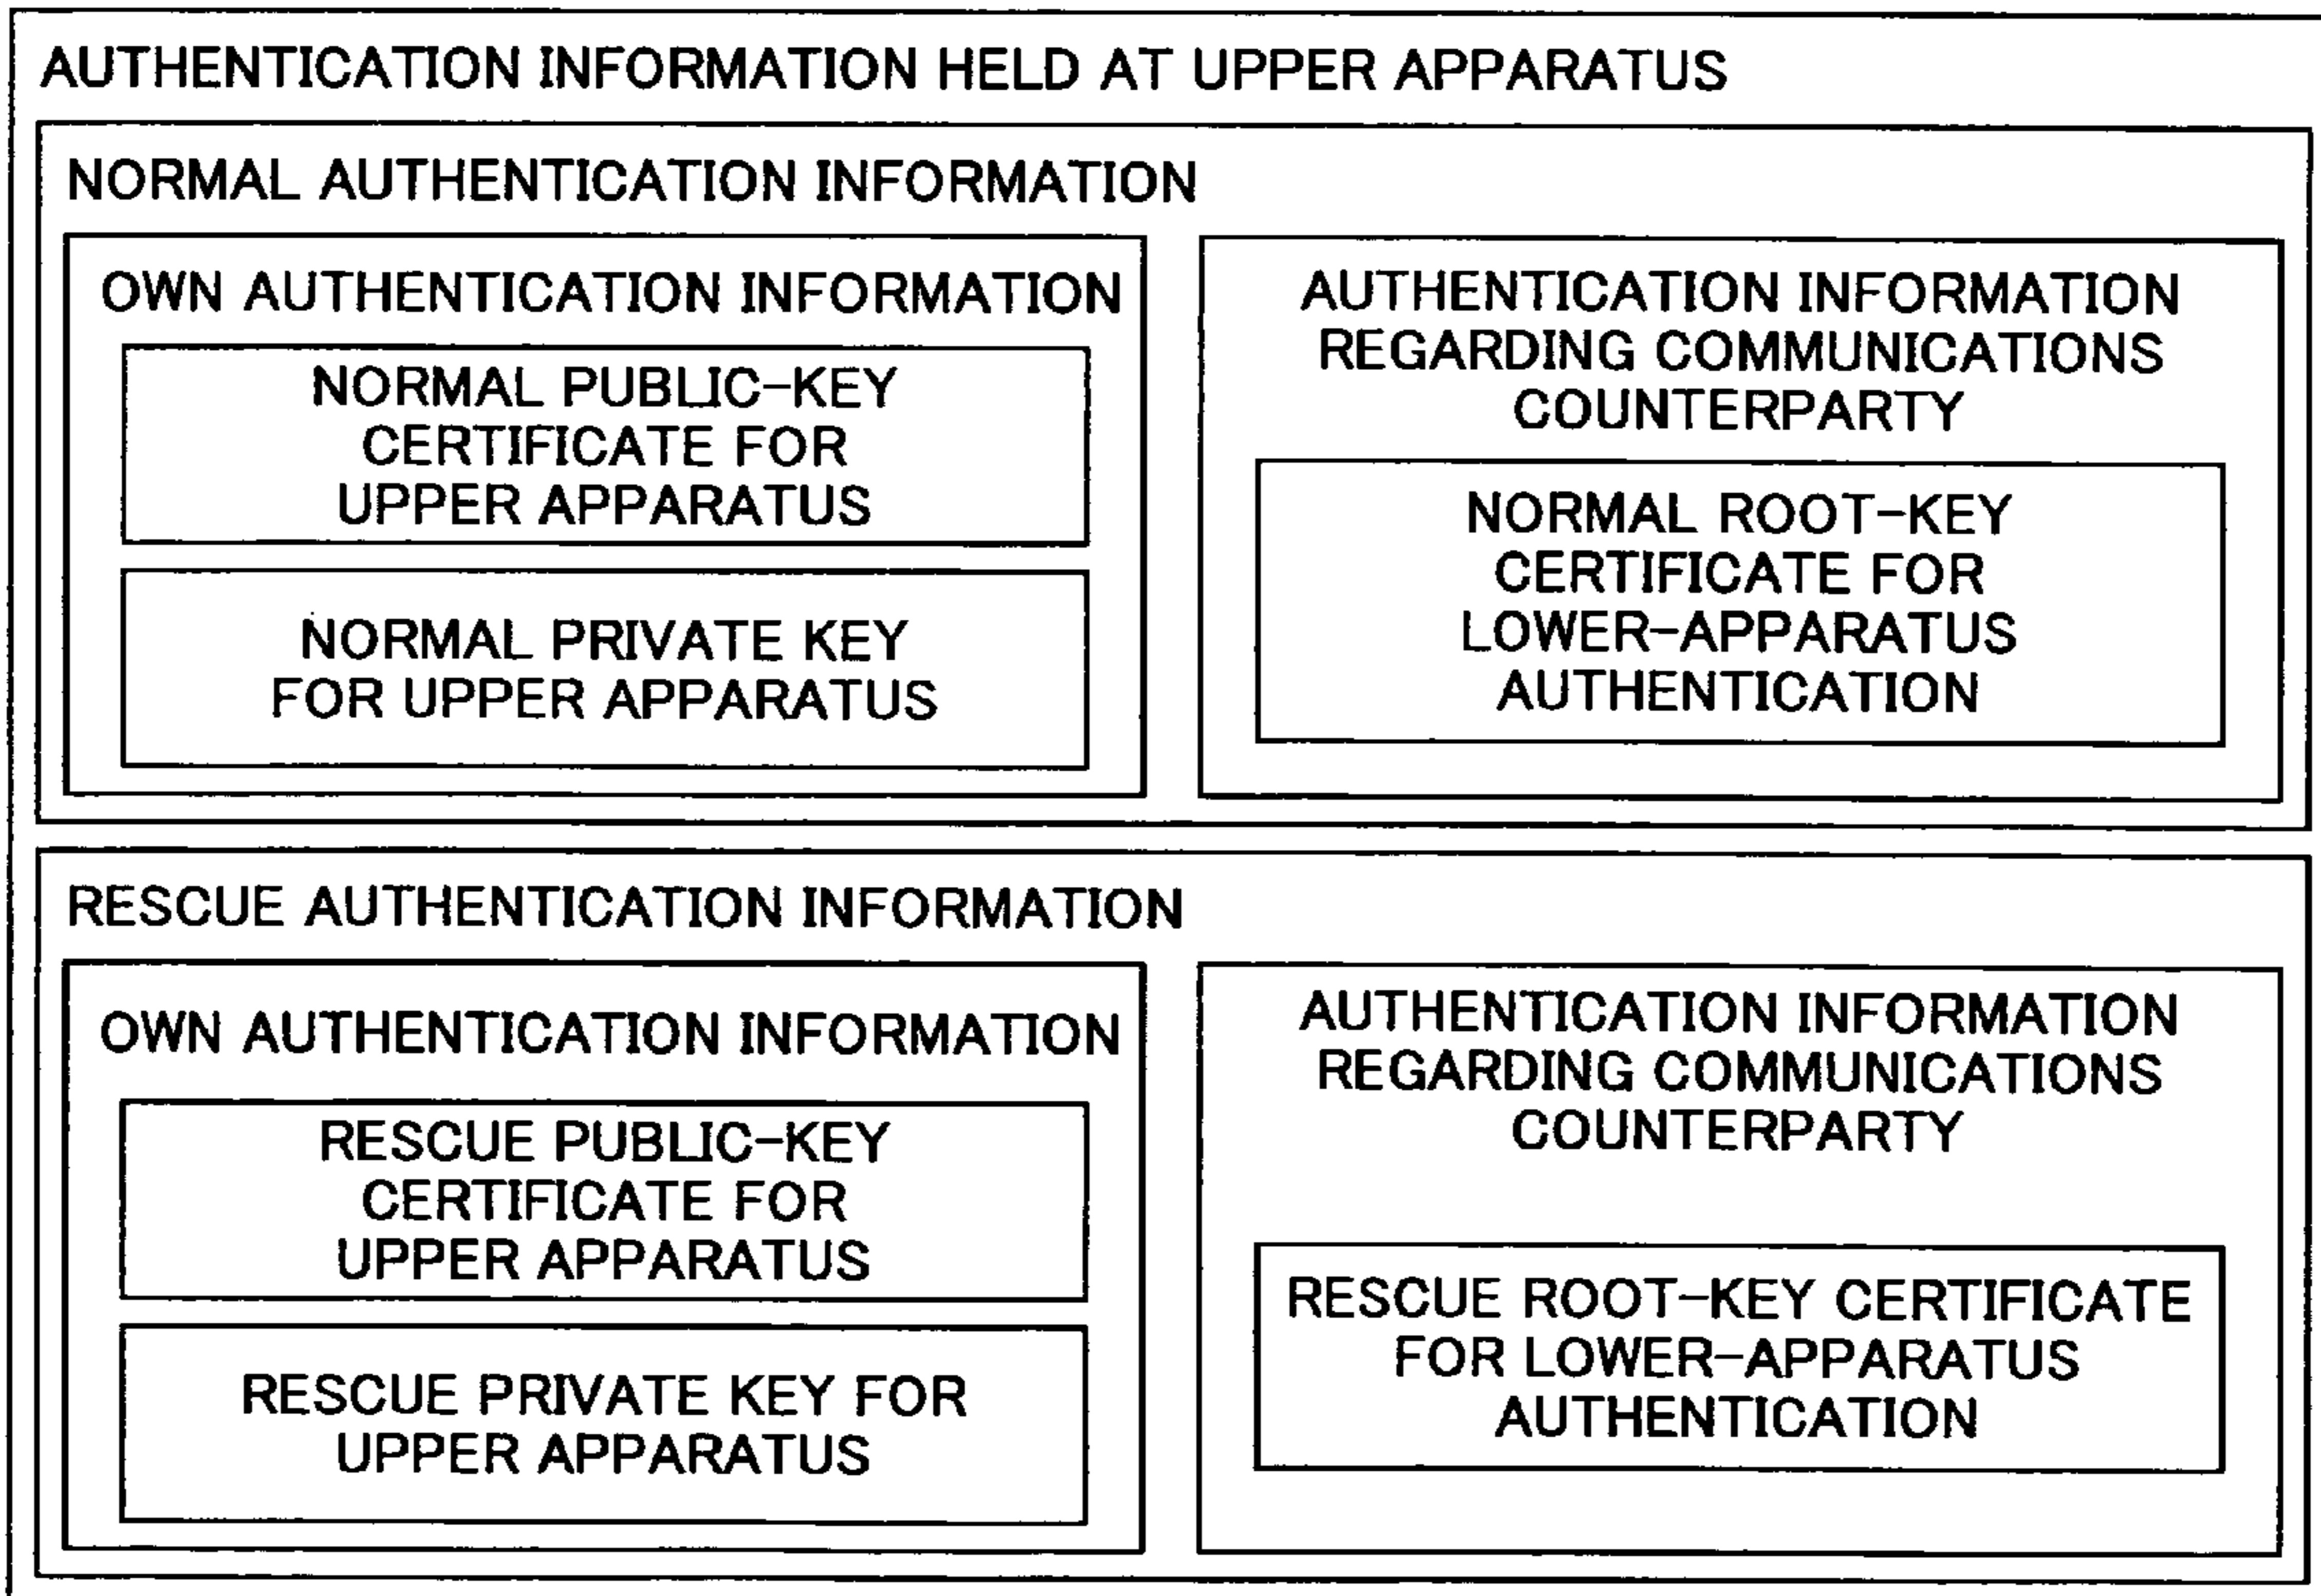 AUTHENTICATION INFORMATION HELD AT UPPER APPARATUS
NORMAL AUTHENTICATION INFORMATION
OWN AUTHENTICATION INFORMATION
NORMAL PUBLIC-KEY
CERTIFICATE FOR
UPPER APPARATUS
NORMAL PRIVATE KEY
FOR UPPER APPARATUS
AUTHENTICATION INFORMATION
REGARDING COMMUNICATIONS
COUNTERPARTY
NORMAL ROOT-KEY
CERTIFICATE FOR
LOWER-APPARATUS
AUTHENTICATION
RESCUE AUTHENTICATION INFORMATION
OWN AUTHENTICATION INFORMATION
RESCUE PUBLIC-KEY
CERTIFICATE FOR
UPPER APPARATUS
RESCUE PRIVATE KEY FOR
UPPER APPARATUS
AUTHENTICATION INFORMATION
REGARDING COMMUNICATIONS
COUNTERPARTY
RESCUE ROOT-KEY CERTIFICATE
FOR LOWER-APPARATUS
AUTHENTICATION